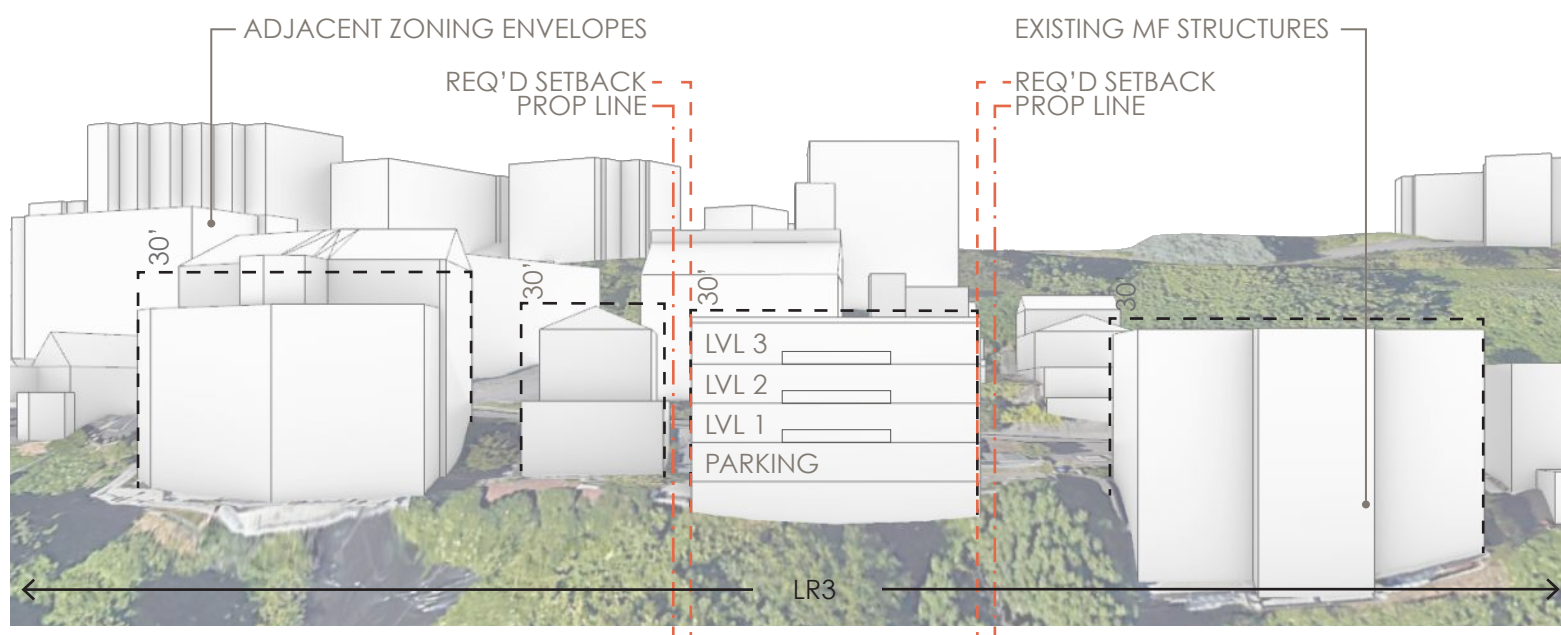 ADJACENT ZONING ENVELOPES
EXISTING MF STRUCTURES
REQ'D SETBACK
PROP LINE
REQ'D SETBACK
PROP LINE
30'
30'
30'
30'
LVL 3
LVL 2
LVL 1
PARKING
LR3